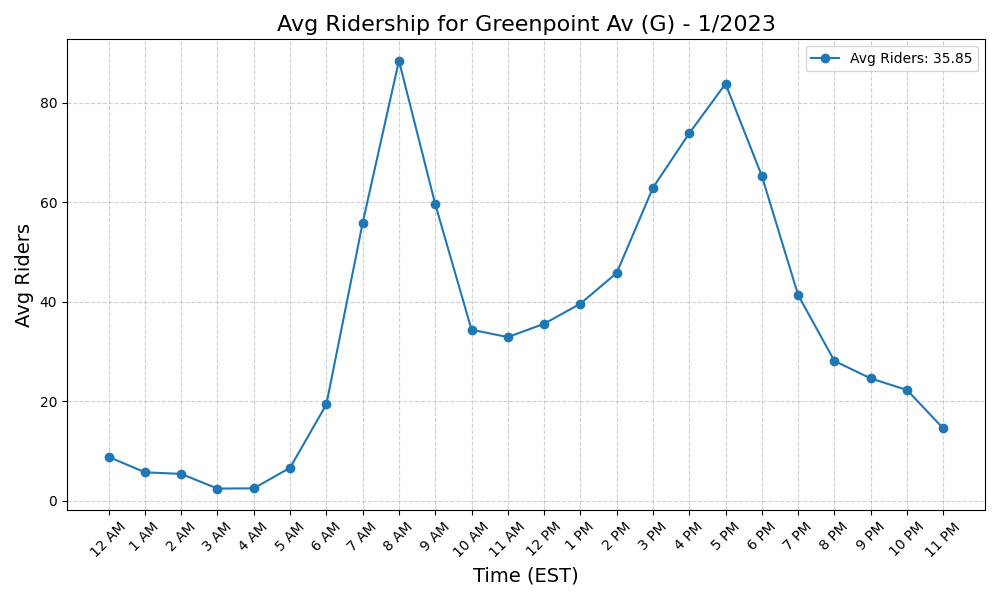 Avg Ridership for Greenpoint Av (G) - 1/2023
Avg Riders: 35.85
Avg Riders
80
60
40
20
0
12 AM
1 AM
2 AM
3 AM
4 AM
5 AM
6 AM
7 AM
8 AM
9 AM
10 AM
11 AM
12 PM
1 PM
2 PM
3 PM
4 PM
5 PM
6 PM
7 PM
8 PM
9 PM
10 PM
11 PM
Time (EST)